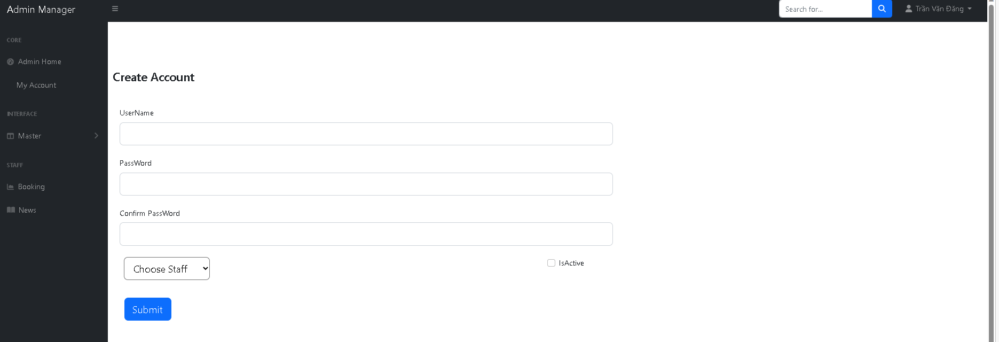 Admin Manager
Search for...
Trần Văn Đăng
CORE
Admin Home
My Account
INTERFACE
Master
STAFF
Booking
News
Create Account
UserName
PassWord
Confirm PassWord
Choose Staff
IsActive
Submit